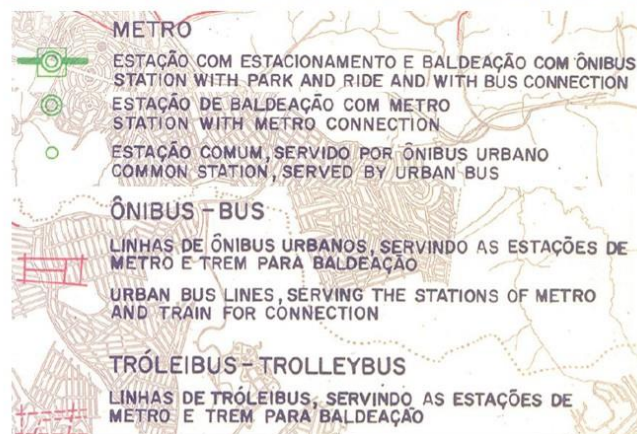 METRO
ESTAÇÃO COM ESTACIONAMENTO E BALDEAÇÃO COM ÔNIBUS
STATION WITH PARK AND RIDE AND WITH BUS CONNECTION
ESTAÇÃO DE BALDEAÇÃO COM METRO
STATION WITH METRO CONNECTION
ESTAÇÃO COMUM, SERVIDO POR ÔNIBUS URBANO
COMMON STATION, SERVED BY URBAN BUS
ÔNIBUS - BUS
LINHAS DE ÔNIBUS URBANOS, SERVINDO AS ESTAÇÕES DE
METRO E TREM PARA BALDEAÇÃO
URBAN BUS LINES, SERVING THE STATIONS OF METRO
AND TRAIN FOR CONNECTION
TRÓLEIBUS - TROLLEYBUS
LINHAS DE TRÓLEIBUS, SERVINDO AS ESTAÇÕES DE
METRO E TREM PARA BALDEAÇÃO